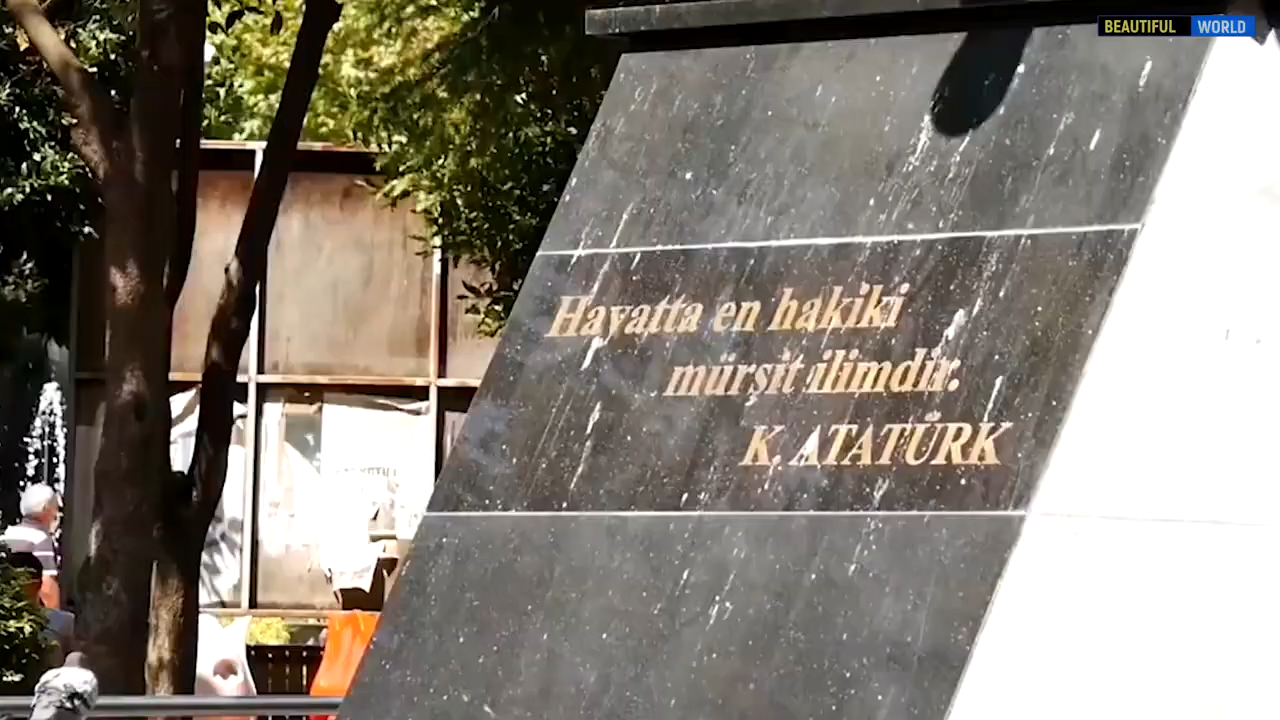 BEAUTIFUL WORLD
Hayatta en hakiki
mürşit ilimdir.
K. ATATÜRK